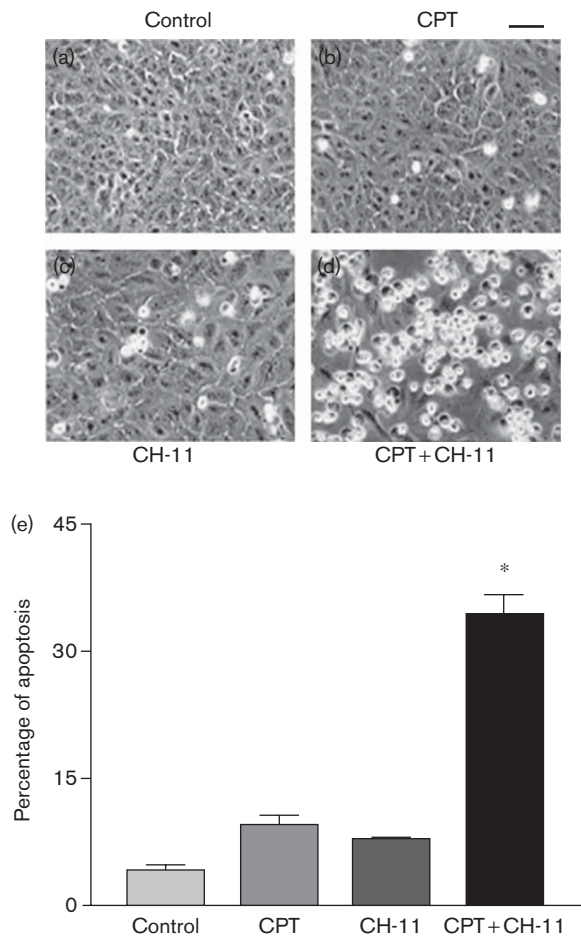 Control CPT
(a) (b)
(c) (d)
CH-11 CPT + CH-11
(e)
45
*
30
Percentage of apoptosis
15
0
Control CPT CH-11 CPT + CH-11